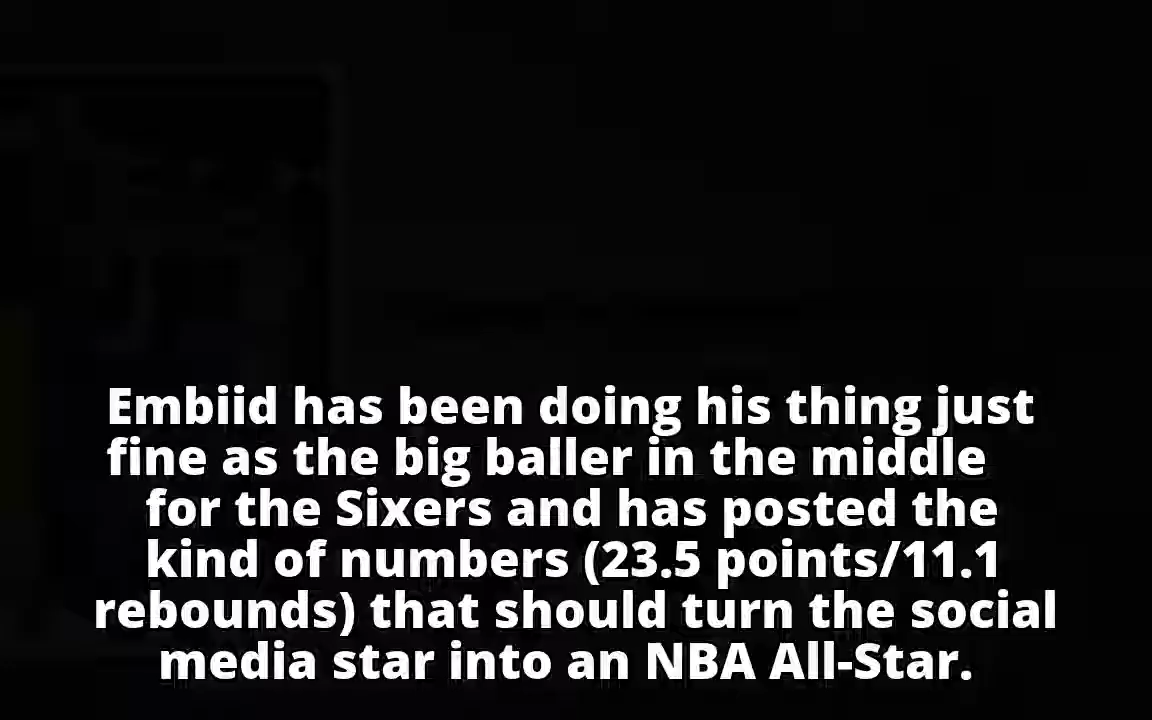 Embiid has been doing his thing just
fine as the big baller in the middle
for the Sixers and has posted the
kind of numbers (23.5 points/11.1
rebounds) that should turn the social
media star into an NBA All-Star.